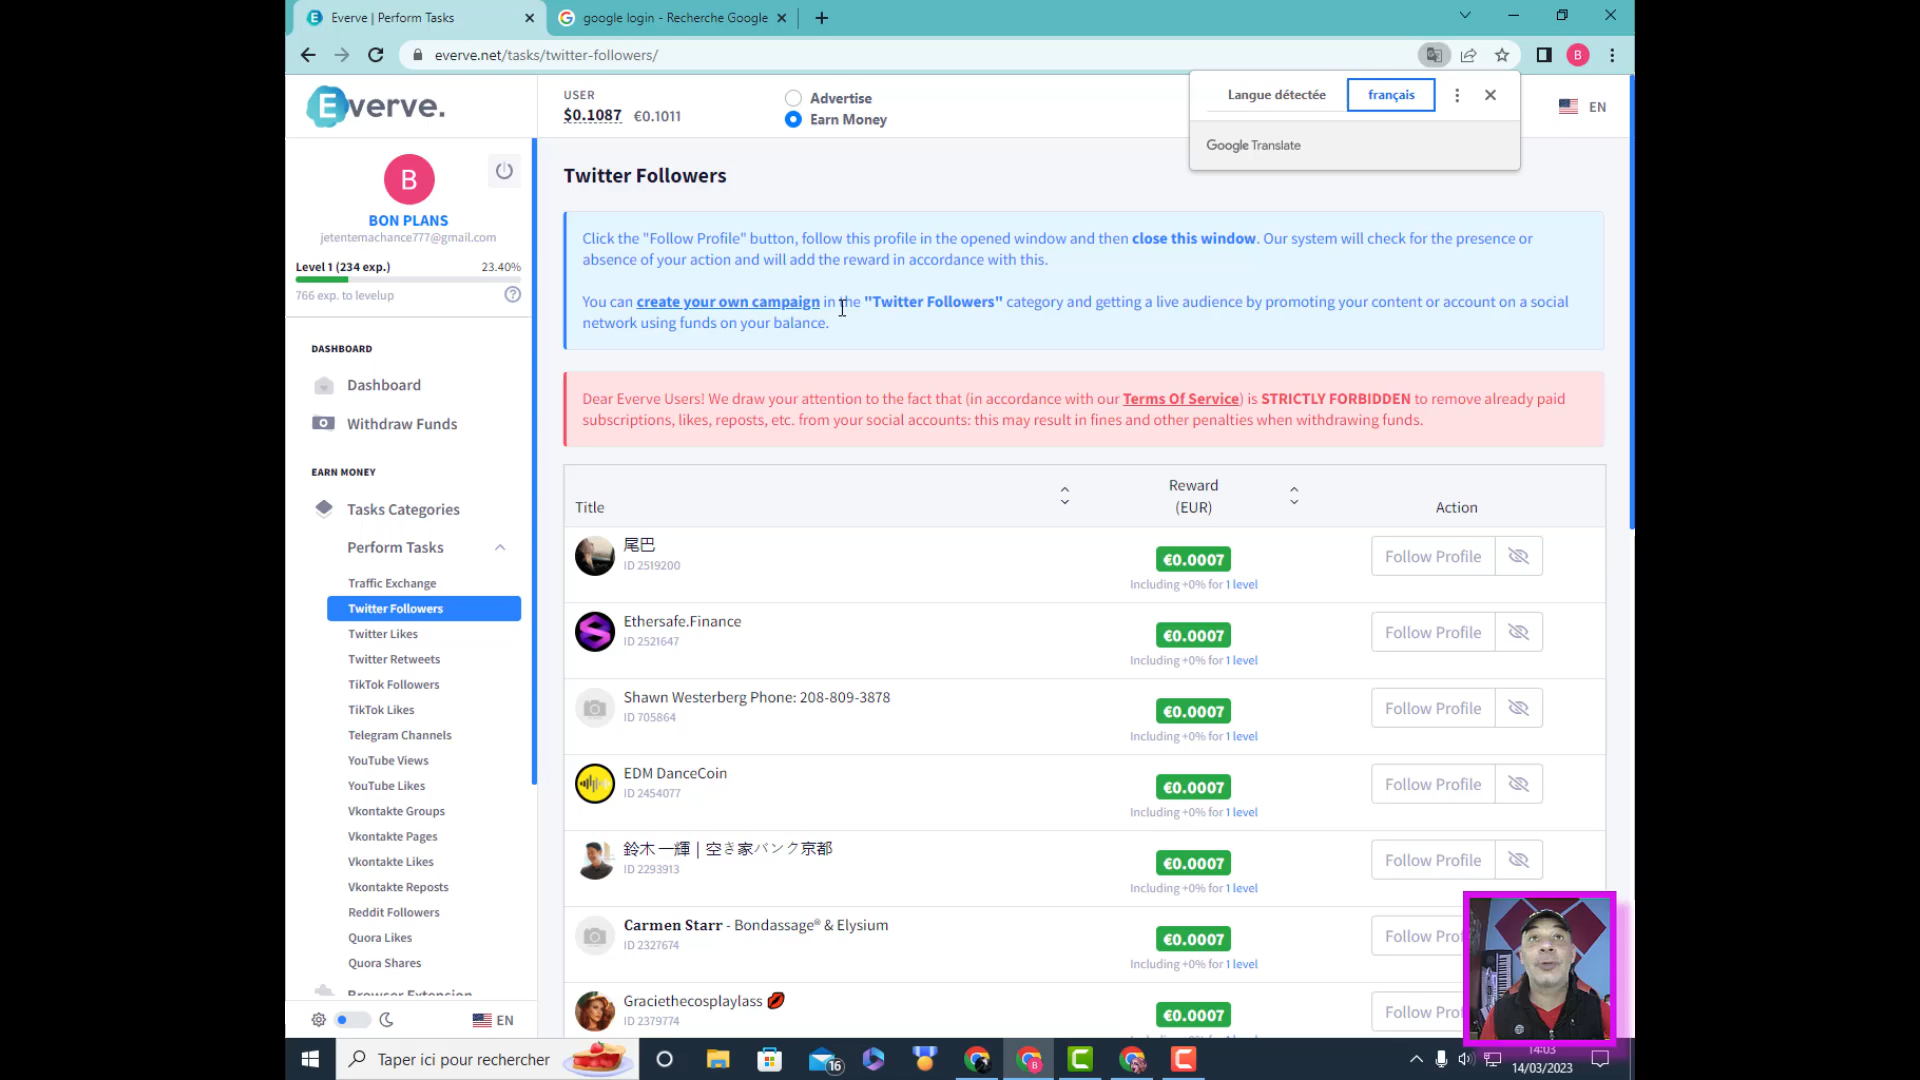 Everve | Perform Tasks
google login - Recherche Google
everve.net/tasks/twitter-followers/
B
Langue détectée
français
Google Translate
Everve.
USER
$0.1087 €0.1011
Advertise
Earn Money
EN
B
BON PLANS
jetentemachance777@gmail.com
Level 1 (234 exp.) 23.40%
766 exp. to levelup
DASHBOARD
Dashboard
Withdraw Funds
EARN MONEY
Tasks Categories
Perform Tasks
Traffic Exchange
Twitter Followers
Twitter Likes
Twitter Retweets
TikTok Followers
TikTok Likes
Telegram Channels
YouTube Views
YouTube Likes
Vkontakte Groups
Vkontakte Pages
Vkontakte Likes
Vkontakte Reposts
Reddit Followers
Quora Likes
Quora Shares
Browser Extension
EN
Twitter Followers
Click the "Follow Profile" button, follow this profile in the opened window and then close this window. Our system will check for the presence or
absence of your action and will add the reward in accordance with this.
You can create your own campaign in the "Twitter Followers" category and getting a live audience by promoting your content or account on a social
network using funds on your balance.
Dear Everve Users! We draw your attention to the fact that (in accordance with our Terms Of Service) is STRICTLY FORBIDDEN to remove already paid
subscriptions, likes, reposts, etc. from your social accounts: this may result in fines and other penalties when withdrawing funds.
Title
Reward
(EUR)
Action
尾巴
ID 2519200
€0.0007
Including +0% for 1 level
Follow Profile
Ethersafe.Finance
ID 2521647
€0.0007
Including +0% for 1 level
Follow Profile
Shawn Westerberg Phone: 208-809-3878
ID 705864
€0.0007
Including +0% for 1 level
Follow Profile
EDM DanceCoin
ID 2454077
€0.0007
Including +0% for 1 level
Follow Profile
鈴木 一輝 | 空き家バンク京都
ID 2293913
€0.0007
Including +0% for 1 level
Follow Profile
Carmen Starr - Bondassage® & Elysium
ID 2327674
€0.0007
Including +0% for 1 level
Follow Prof
Graciethecosplaylass
ID 2379774
€0.0007
Follow Prof
Taper ici pour rechercher
16
14:03
14/03/2023